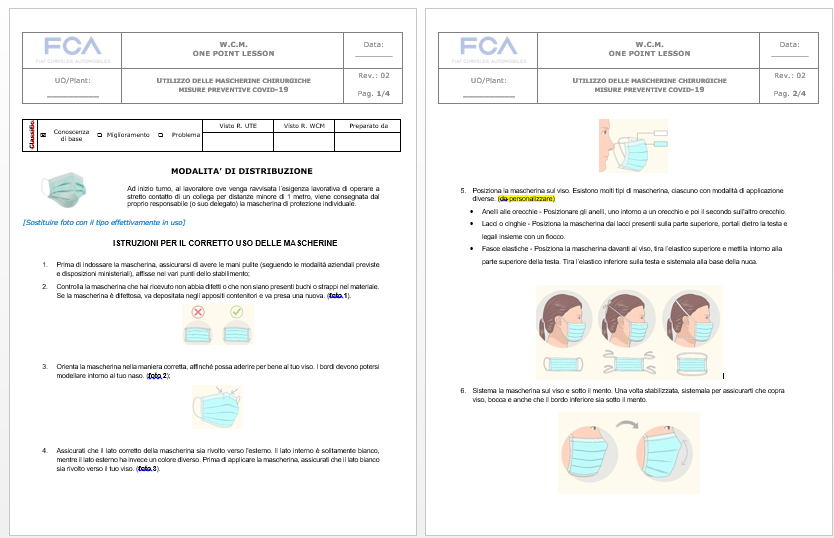 FCA
FIAT CHRYSLER AUTOMOBILES
W.C.M.
ONE POINT LESSON
Data:
UO/Plant:
UTILIZZO DELLE MASCHERINE CHIRURGICHE
MISURE PREVENTIVE COVID-19
Rev.: 02
Pag. 1/4
Classific.
Conoscenza
di base
Miglioramento
Problema
Visto R. UTE
Visto R. WCM
Preparato da
MODALITA' DI DISTRIBUZIONE
Ad inizio turno, al lavoratore ove venga ravvisata l'esigenza lavorativa di operare a
stretto contatto di un collega per distanze minore di 1 metro, viene consegnata dal
proprio responsabile (o suo delegato) la mascherina di protezione individuale.
[Sostituire foto con il tipo effettivamente in uso]
ISTRUZIONI PER IL CORRETTO USO DELLE MASCHERINE
1. Prima di indossare la mascherina, assicurarsi di avere le mani pulite (seguendo le modalità aziendali previste
e disposizioni ministeriali), affisse nei vari punti dello stabilimento;
2. Controlla la mascherina che hai ricevuto non abbia difetti o che non siano presenti buchi o strappi nel materiale.
Se la mascherina è difettosa, va depositata negli appositi contenitori e va presa una nuova. (foto.1).
3. Orienta la mascherina nella maniera corretta, affinché possa aderire per bene al tuo viso. I bordi devono potersi
modellare intorno al tuo naso. (foto.2);
4. Assicurati che il lato corretto della mascherina sia rivolto verso l'esterno. Il lato interno è solitamente bianco,
mentre il lato esterno ha invece un colore diverso. Prima di applicare la mascherina, assicurati che il lato bianco
sia rivolto verso il tuo viso. (foto.3).
FCA
FIAT CHRYSLER AUTOMOBILES
W.C.M.
ONE POINT LESSON
Data:
UO/Plant:
UTILIZZO DELLE MASCHERINE CHIRURGICHE
MISURE PREVENTIVE COVID-19
Rev.: 02
Pag. 2/4
5. Posiziona la mascherina sul viso. Esistono molti tipi di mascherina, ciascuno con modalità di applicazione
diverse. (da personalizzare)
• Anelli alle orecchie - Posizionare gli anelli, uno intorno a un orecchio e poi il secondo sull'altro orecchio.
• Lacci o cinghie - Posiziona la mascherina dai lacci presenti sulla parte superiore, portali dietro la testa e
legali insieme con un fiocco.
• Fasce elastiche - Posiziona la mascherina davanti al viso, tira l'elastico superiore e mettila intorno alla
parte superiore della testa. Tira l'elastico inferiore sulla testa e sistemala alla base della nuca.
6. Sistema la mascherina sul viso e sotto il mento. Una volta stabilizzata, sistemala per assicurarti che copra
viso, bocca e anche che il bordo inferiore sia sotto il mento.